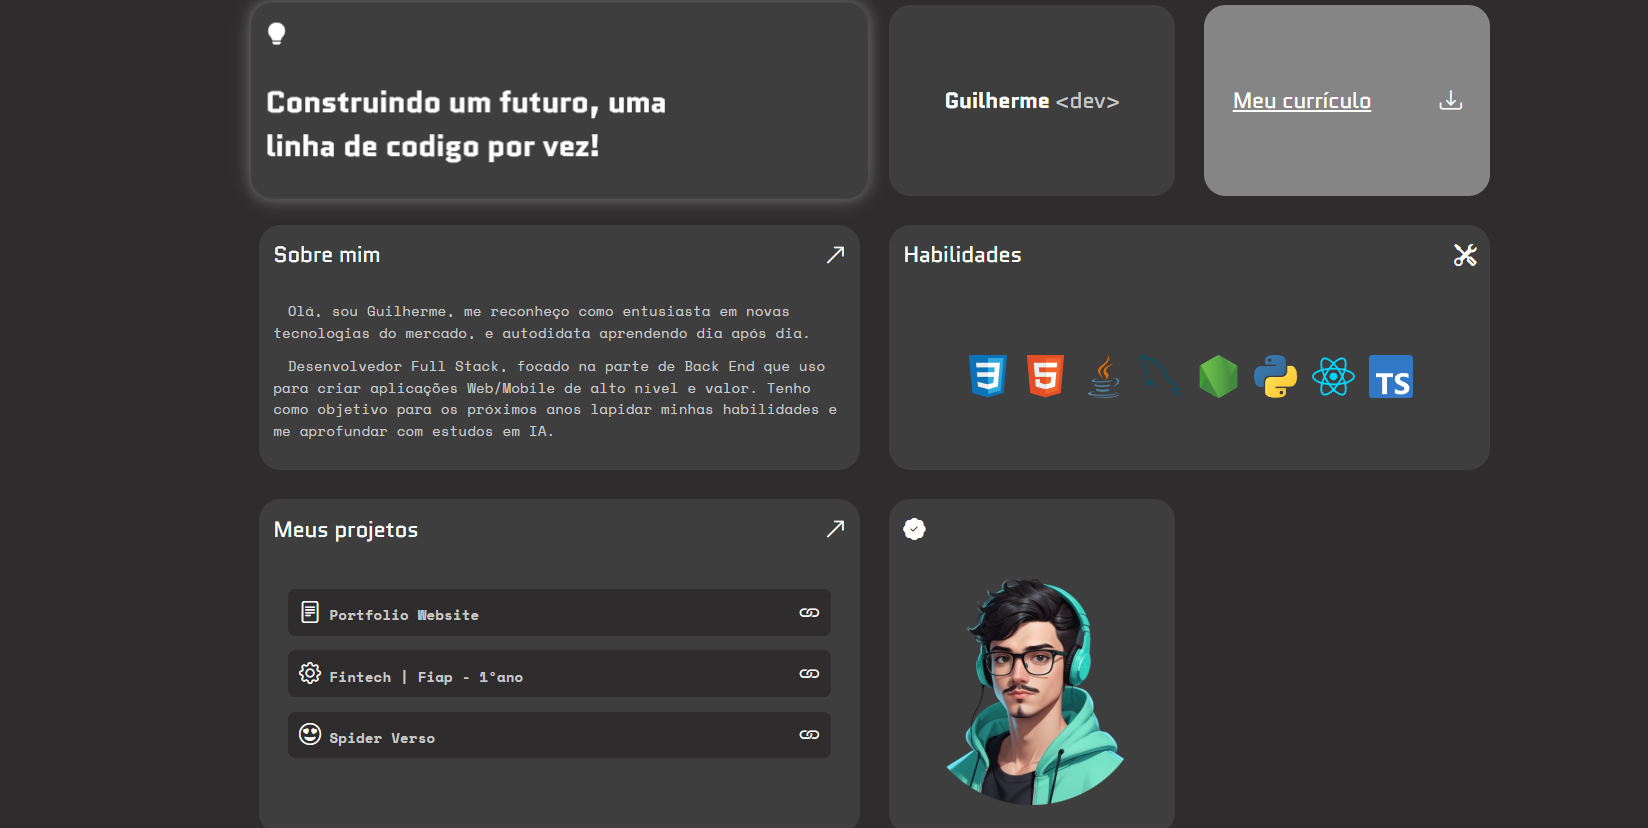 Construindo um futuro, uma
linha de codigo por vez!
Guilherme <dev>
Meu currículo
Sobre mim
Olá, sou Guilherme, me reconheço como entusiasta em novas
tecnologias do mercado, e autodidata aprendendo dia após dia.
Desenvolvedor Full Stack, focado na parte de Back End que uso
para criar aplicações Web/Mobile de alto nível e valor. Tenho
como objetivo para os próximos anos lapidar minhas habilidades e
me aprofundar com estudos em IA.
Habilidades
3
5
TS
Meus projetos
Portfolio Website
Fintech | Fiap - 1°ano
Spider Verso